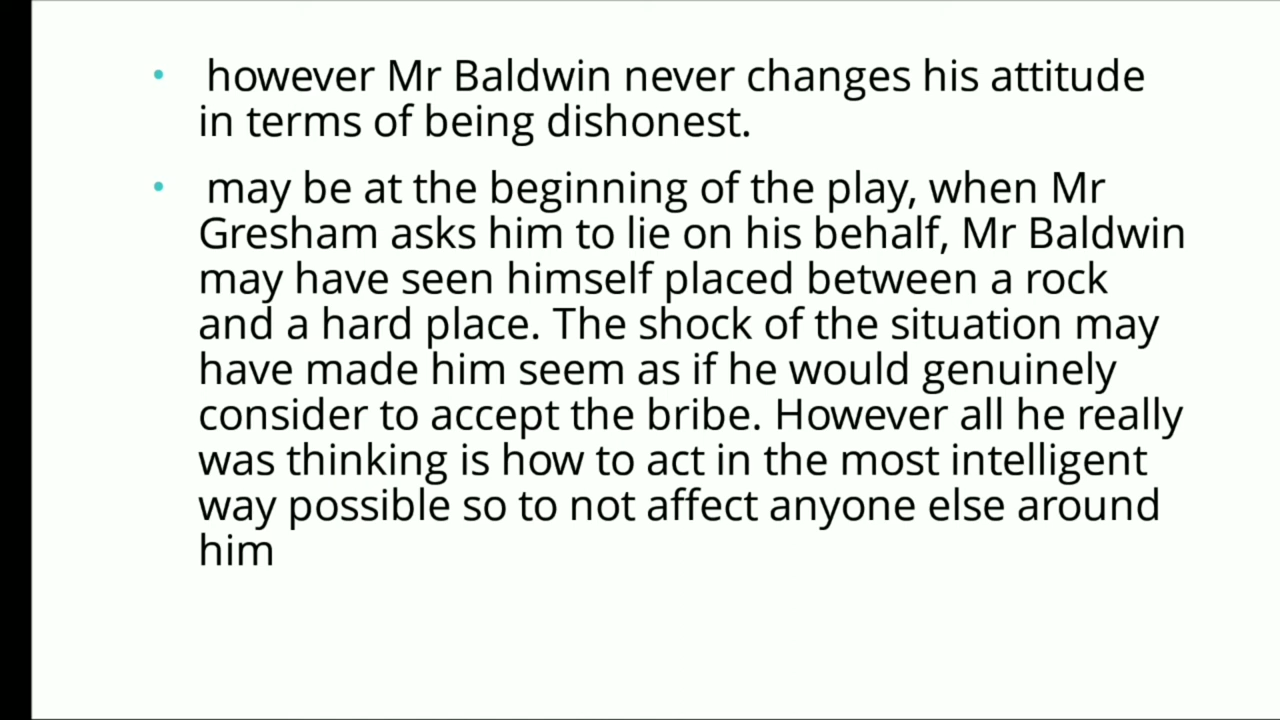 • however Mr Baldwin never changes his attitude
in terms of being dishonest.
• may be at the beginning of the play, when Mr
Gresham asks him to lie on his behalf, Mr Baldwin
may have seen himself placed between a rock
and a hard place. The shock of the situation may
have made him seem as if he would genuinely
consider to accept the bribe. However all he really
was thinking is how to act in the most intelligent
way possible so to not affect anyone else around
him